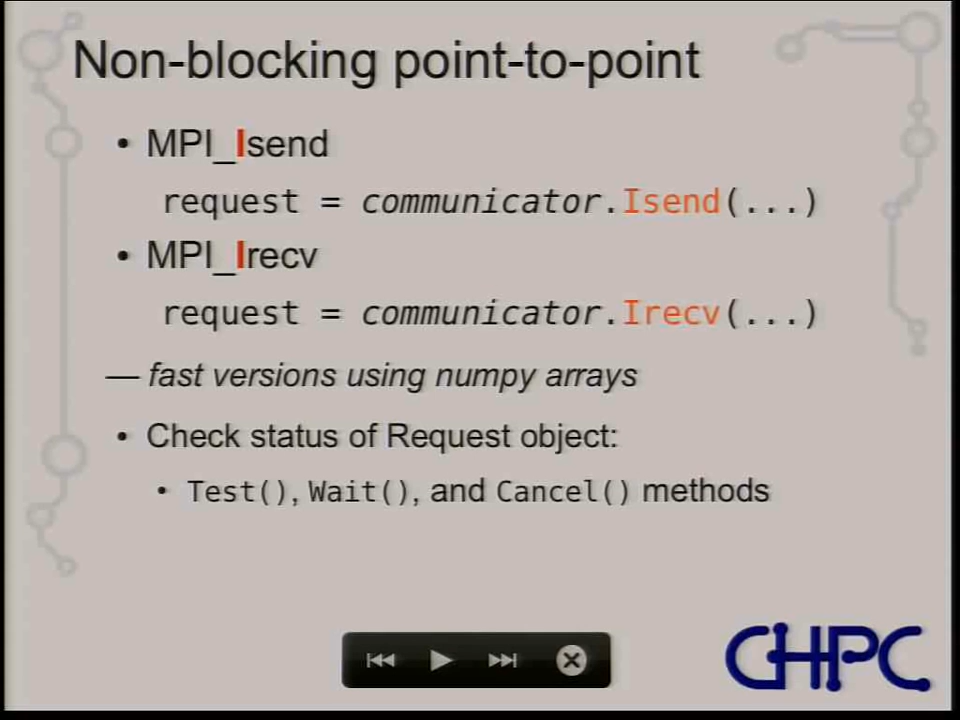 Non-blocking point-to-point
• MPI_Isend
request = communicator.Isend(...)
• MPI_Irecv
request = communicator.Irecv(...)
— fast versions using numpy arrays
• Check status of Request object:
• Test(), Wait(), and Cancel() methods
CHPC